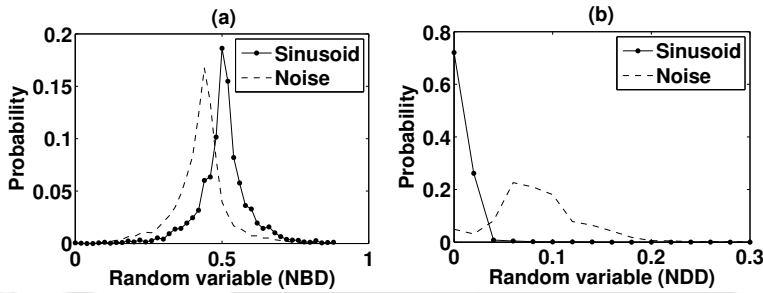 (a)
0.2
0.15
0.1
0.05
0
Probability
Sinusoid
Noise
0
0.5
1
Random variable (NBD)
(b)
0.8
0.6
0.4
0.2
0
Probability
Sinusoid
Noise
0
0.1
0.2
0.3
Random variable (NDD)